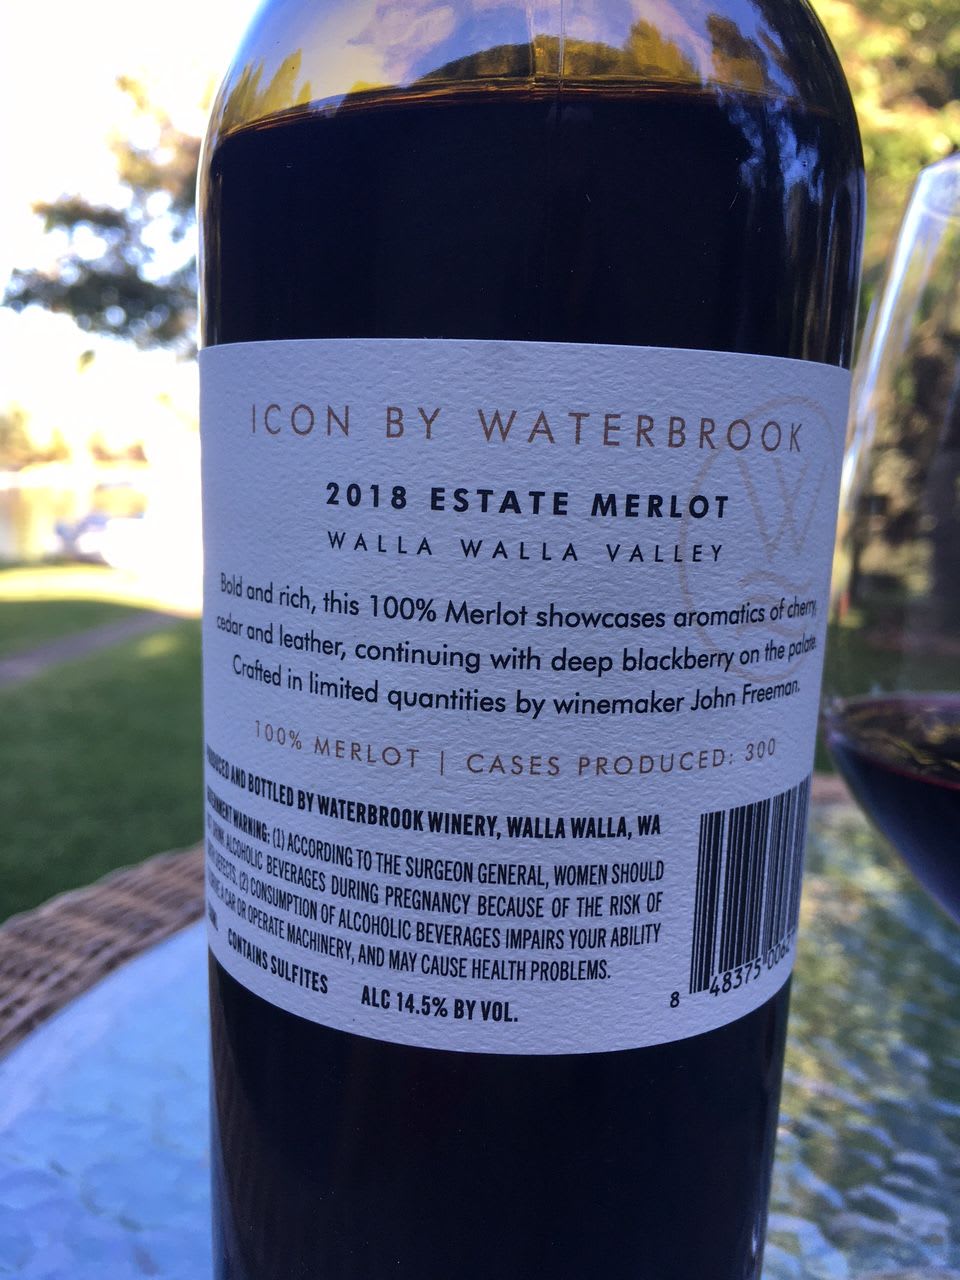 ICON BY WATERBROOK
2018 ESTATE MERLOT
WALLA WALLA VALLEY
Bold and rich, this 100% Merlot showcases aromatics of cherry,
cedar and leather, continuing with deep blackberry on the palate.
Crafted in limited quantities by winemaker John Freeman.
100% MERLOT | CASES PRODUCED: 300
AND BOTTLED BY WATERBROOK WINERY, WALLA WALLA, WA
WARNING: (1) ACCORDING TO THE SURGEON GENERAL, WOMEN SHOULD
DRINK ALCOHOLIC BEVERAGES DURING PREGNANCY BECAUSE OF THE RISK OF
DEFECTS. (2) CONSUMPTION OF ALCOHOLIC BEVERAGES IMPAIRS YOUR ABILITY
A CAR OR OPERATE MACHINERY, AND MAY CAUSE HEALTH PROBLEMS.
CONTAINS SULFITES ALC 14.5% BY VOL.
8 48375